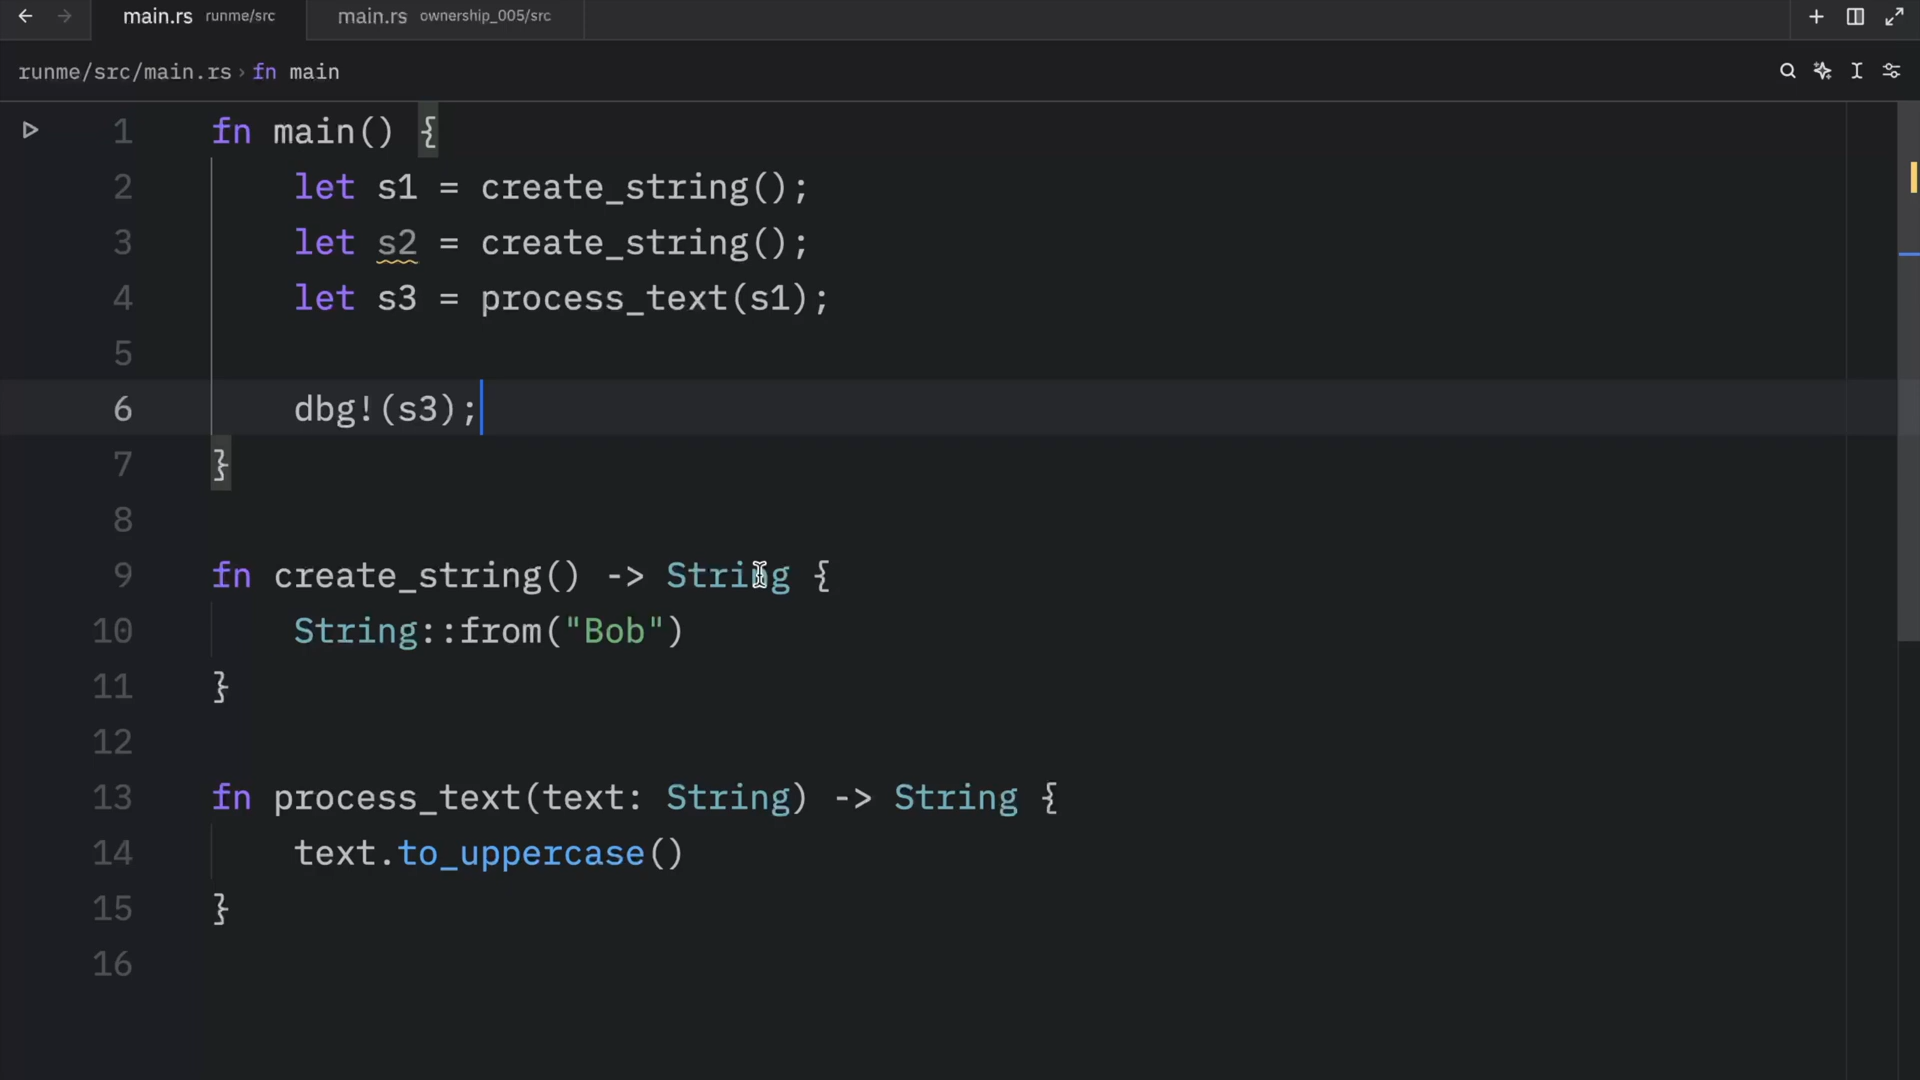 main.rs runme/src main.rs ownership_005/src
runme/src/main.rs › fn main
1 fn main() {
2     let s1 = create_string();
3     let s2 = create_string();
4     let s3 = process_text(s1);
5
6     dbg!(s3);
7 }
8
9 fn create_string() -> String {
10     String::from("Bob")
11 }
12
13 fn process_text(text: String) -> String {
14     text.to_uppercase()
15 }
16